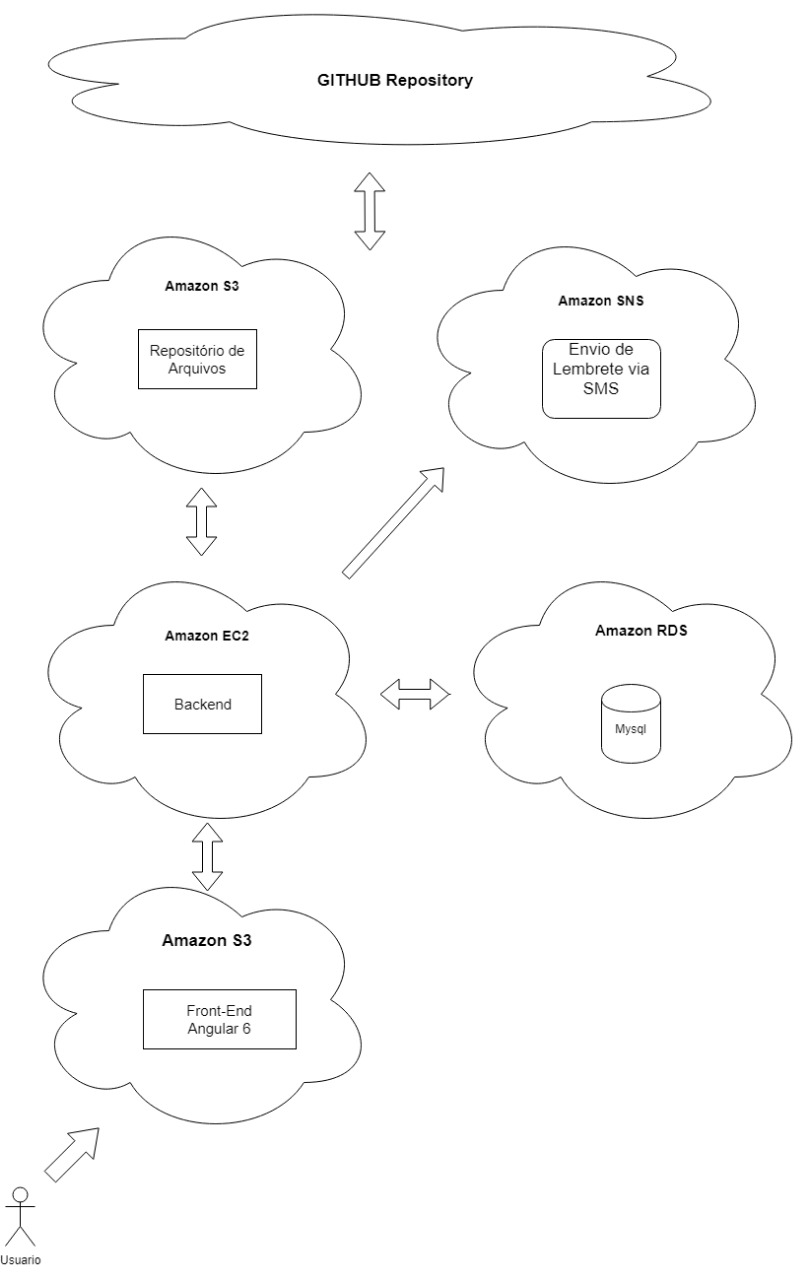 GITHUB Repository
Amazon S3
Repositório de
Arquivos
Amazon SNS
Envio de
Lembrete via
SMS
Amazon EC2
Backend
Amazon RDS
Mysql
Amazon S3
Front-End
Angular 6
Usuario